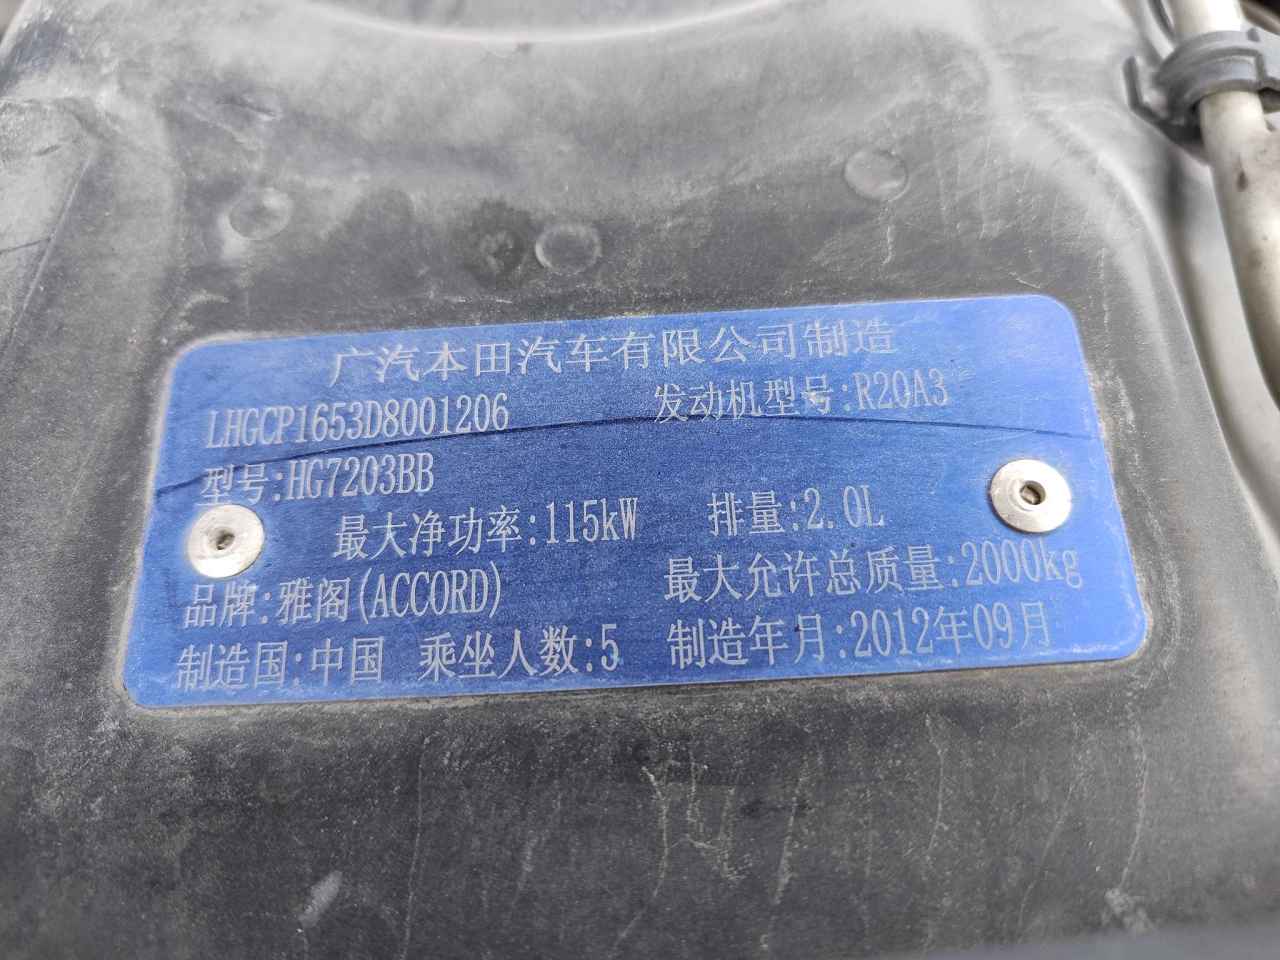 广汽本田汽车有限公司制造
LHGCP1653D8001206 发动机型号:R20A3
型号:HG7203BB
最大净功率:115kW 排量:2.0L
品牌:雅阁(ACCORD) 最大允许总质量:2000kg
制造国:中国 乘坐人数:5 制造年月:2012年09月